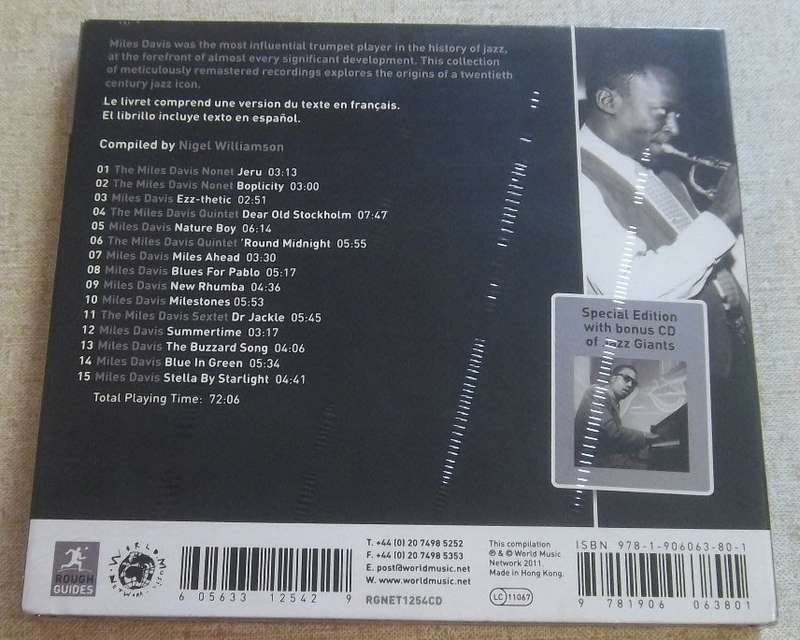 Miles Davis was the most influential trumpet player in the history of jazz,
at the forefront of almost every significant development. This collection
of meticulously remastered recordings explores the origins of a twentieth
century jazz icon.
Le livret comprend une version du texte en français.
El librillo incluye texto en español.
Compiled by Nigel Williamson
01 The Miles Davis Nonet Jeru 03:13
02 The Miles Davis Nonet Boplicity 03:00
03 Miles Davis Ezz-thetic 02:51
04 The Miles Davis Quintet Dear Old Stockholm 07:47
05 Miles Davis Nature Boy 06:14
06 The Miles Davis Quintet 'Round Midnight 05:55
07 Miles Davis Miles Ahead 03:30
08 Miles Davis Blues For Pablo 05:17
09 Miles Davis New Rhumba 04:36
10 Miles Davis Milestones 05:53
11 The Miles Davis Sextet Dr Jackle 05:45
12 Miles Davis Summertime 03:17
13 Miles Davis The Buzzard Song 04:06
14 Miles Davis Blue In Green 05:34
15 Miles Davis Stella By Starlight 04:41
Total Playing Time: 72:06
Special Edition
with bonus CD
of Jazz Giants
ROUGH
GUIDES
WORLD MUSIC NETWORK
6 05633 12542 9
T. +44 (0) 20 7498 5252
F. +44 (0) 20 7498 5353
E. post@worldmusic.net
W. www.worldmusic.net
RGNET1254CD
This compilation
℗ & © World Music
Network 2011.
Made in Hong Kong.
LC 11067
ISBN 978-1-906063-80-1
9 781906 063801